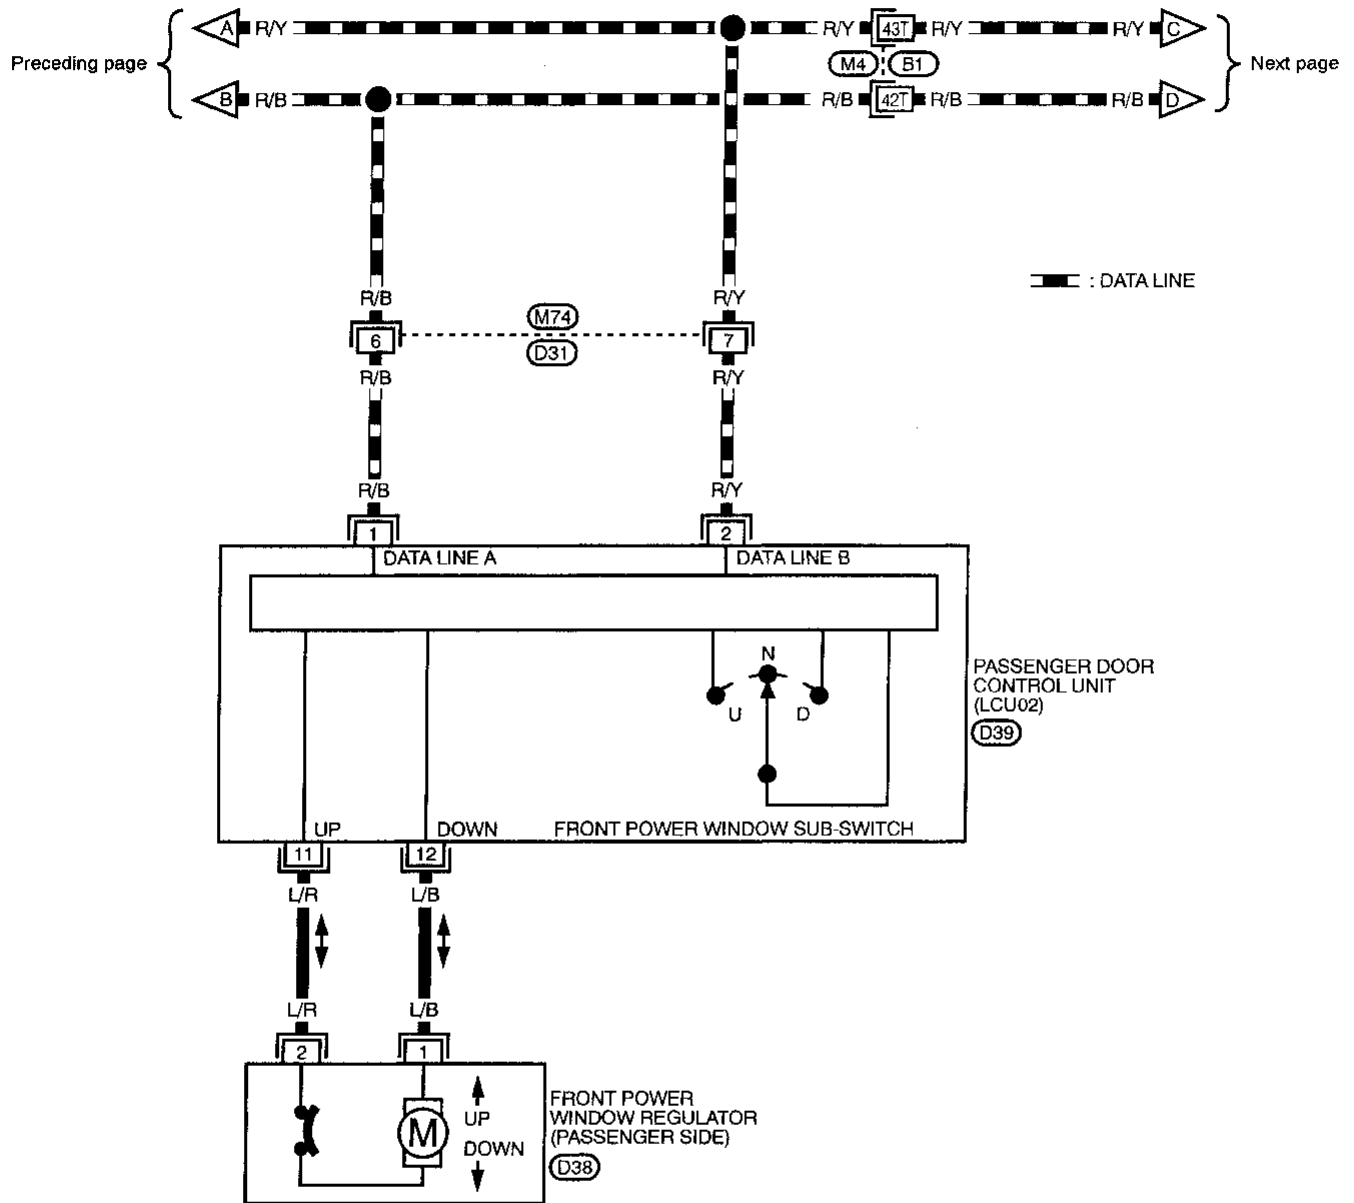 A R/Y R/Y 43T R/Y R/Y C
Preceding page M4 B1 Next page
B R/B R/B 42T R/B R/B D
: DATA LINE
R/B R/Y
M74
6 7
D31
R/B R/Y
R/B R/Y
1 2
DATA LINE A DATA LINE B
N
U D
PASSENGER DOOR
CONTROL UNIT
(LCU02)
D39
UP DOWN FRONT POWER WINDOW SUB-SWITCH
11 12
L/R L/B
L/R L/B
2 1
M
UP
DOWN
FRONT POWER
WINDOW REGULATOR
(PASSENGER SIDE)
D38